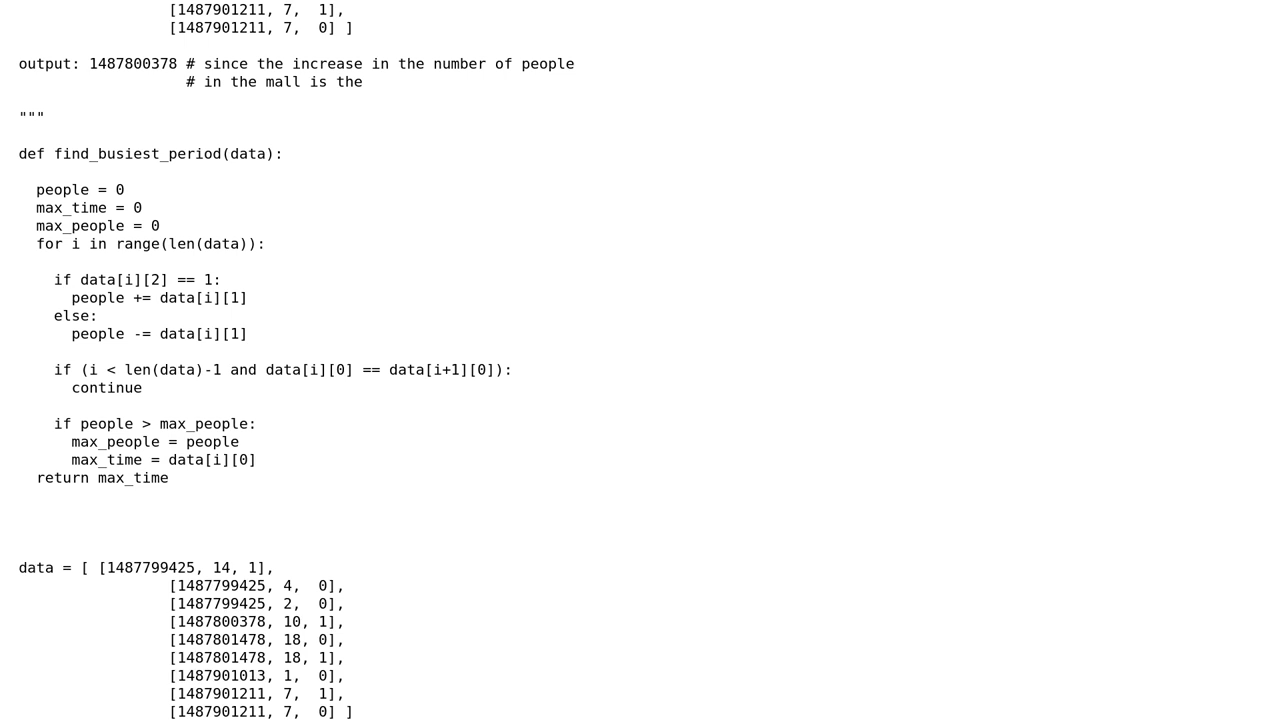 [1487901211, 7,  1],
[1487901211, 7,  0] ]
output: 1487800378 # since the increase in the number of people
# in the mall is the
"""
def find_busiest_period(data):
people = 0
max_time = 0
max_people = 0
for i in range(len(data)):
if data[i][2] == 1:
people += data[i][1]
else:
people -= data[i][1]
if (i < len(data)-1 and data[i][0] == data[i+1][0]):
continue
if people > max_people:
max_people = people
max_time = data[i][0]
return max_time
data = [ [1487799425, 14, 1],
[1487799425, 4,  0],
[1487799425, 2,  0],
[1487800378, 10, 1],
[1487801478, 18, 0],
[1487801478, 18, 1],
[1487901013, 1,  0],
[1487901211, 7,  1],
[1487901211, 7,  0] ]